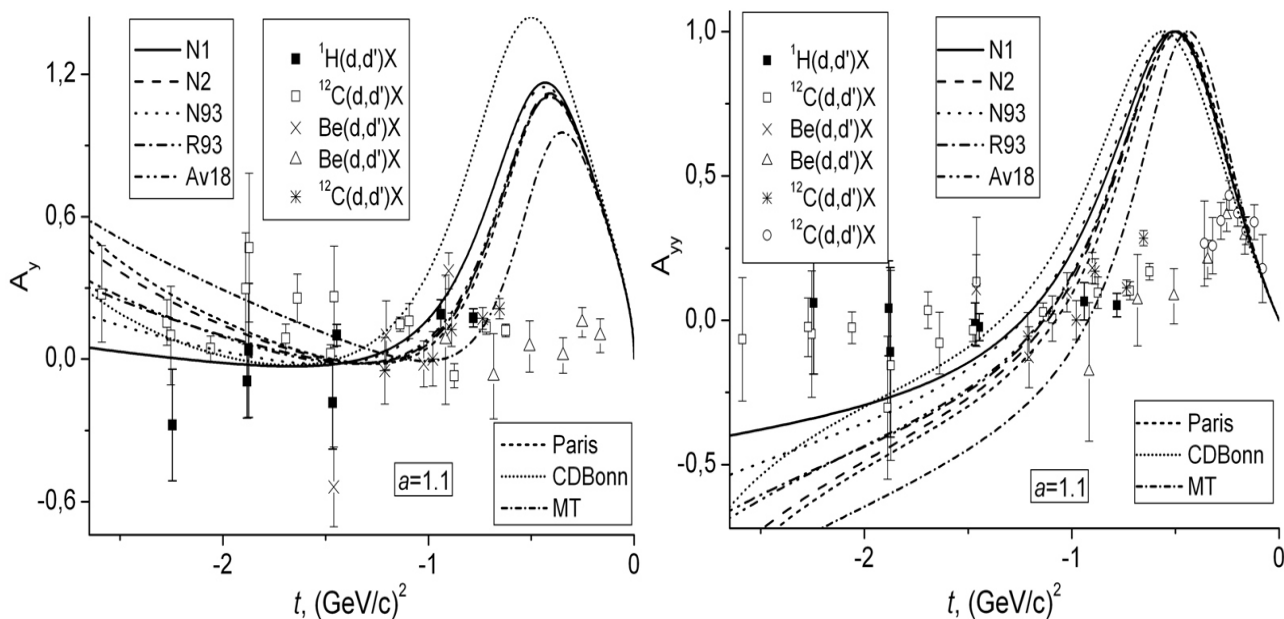 A_y
1,2
0,6
0,0
-0,6
N1
N2
N93
R93
Av18
¹H(d,d')X
¹²C(d,d')X
Be(d,d')X
Be(d,d')X
¹²C(d,d')X
a=1.1
Paris
CDBonn
MT
-2
-1
0
t, (GeV/c)²
A_yy
1,0
0,5
0,0
-0,5
¹H(d,d')X
¹²C(d,d')X
Be(d,d')X
Be(d,d')X
¹²C(d,d')X
¹²C(d,d')X
N1
N2
N93
R93
Av18
a=1.1
Paris
CDBonn
MT
-2
-1
0
t, (GeV/c)²